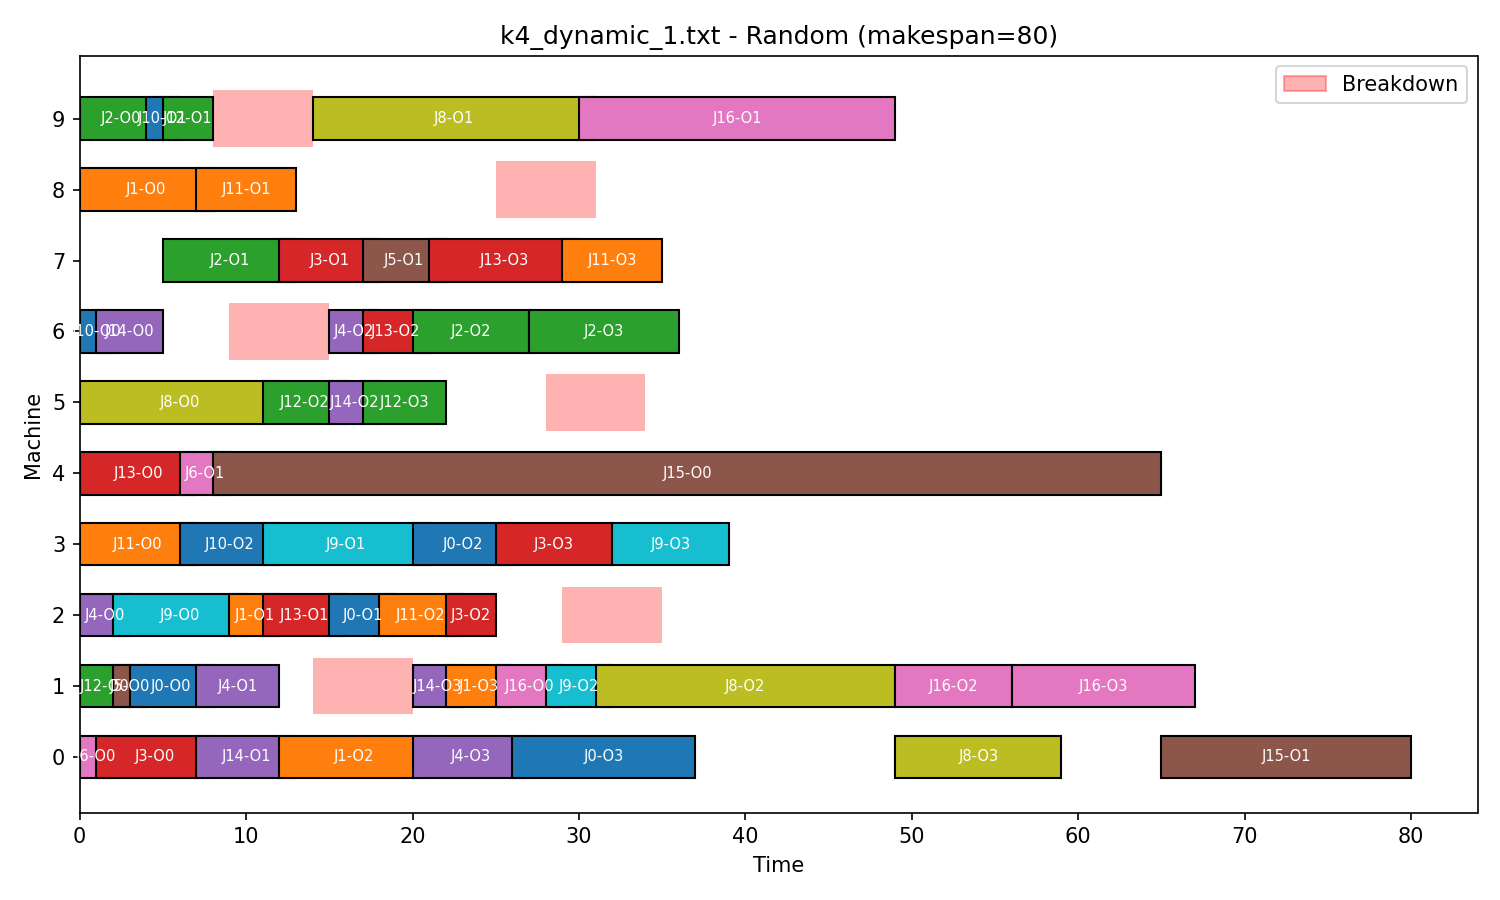 k4_dynamic_1.txt - Random (makespan=80)
Breakdown
Machine
9 J2-O0 J2-O1 J8-O1 J16-O1
8 J1-O0 J11-O1
7 J2-O1 J3-O1 J5-O1 J13-O3 J11-O3
6 J14-O0 J4-O2 J13-O2 J2-O2 J2-O3
5 J8-O0 J12-O2 J14-O2 J12-O3
4 J13-O0 J6-O1 J15-O0
3 J11-O0 J10-O2 J9-O1 J0-O2 J3-O3 J9-O3
2 J4-O0 J9-O0 J1-O1 J13-O1 J0-O1 J11-O2 J3-O2
1 J0-O0 J4-O1 J14-O3 J1-O3 J16-O0 J9-O2 J8-O2 J16-O2 J16-O3
0 6-O0 J3-O0 J14-O1 J1-O2 J4-O3 J0-O3 J8-O3 J15-O1
0 10 20 30 40 50 60 70 80
Time